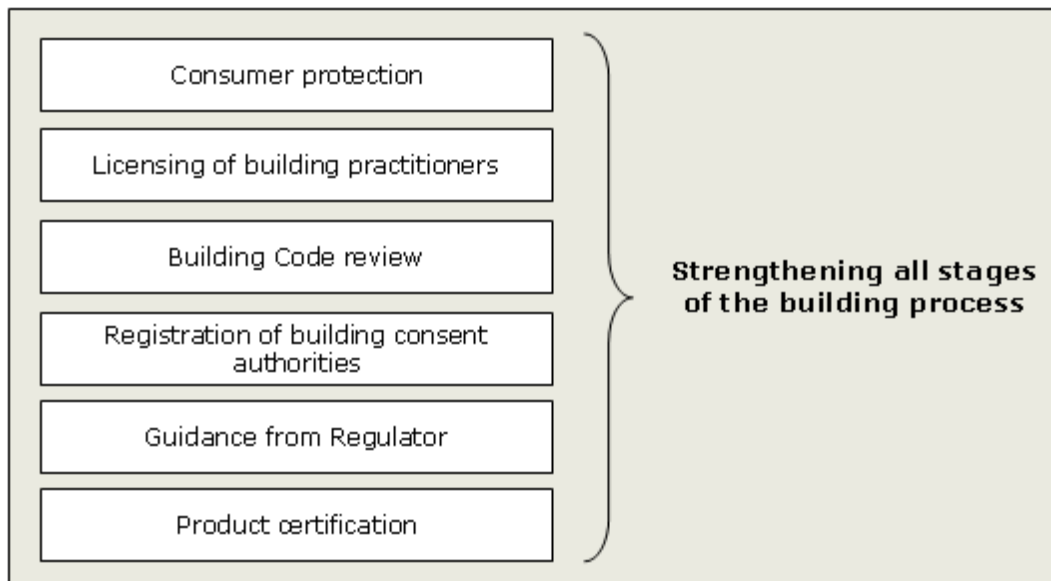 Consumer protection
Licensing of building practitioners
Building Code review
Registration of building consent
authorities
Guidance from Regulator
Product certification
Strengthening all stages
of the building process